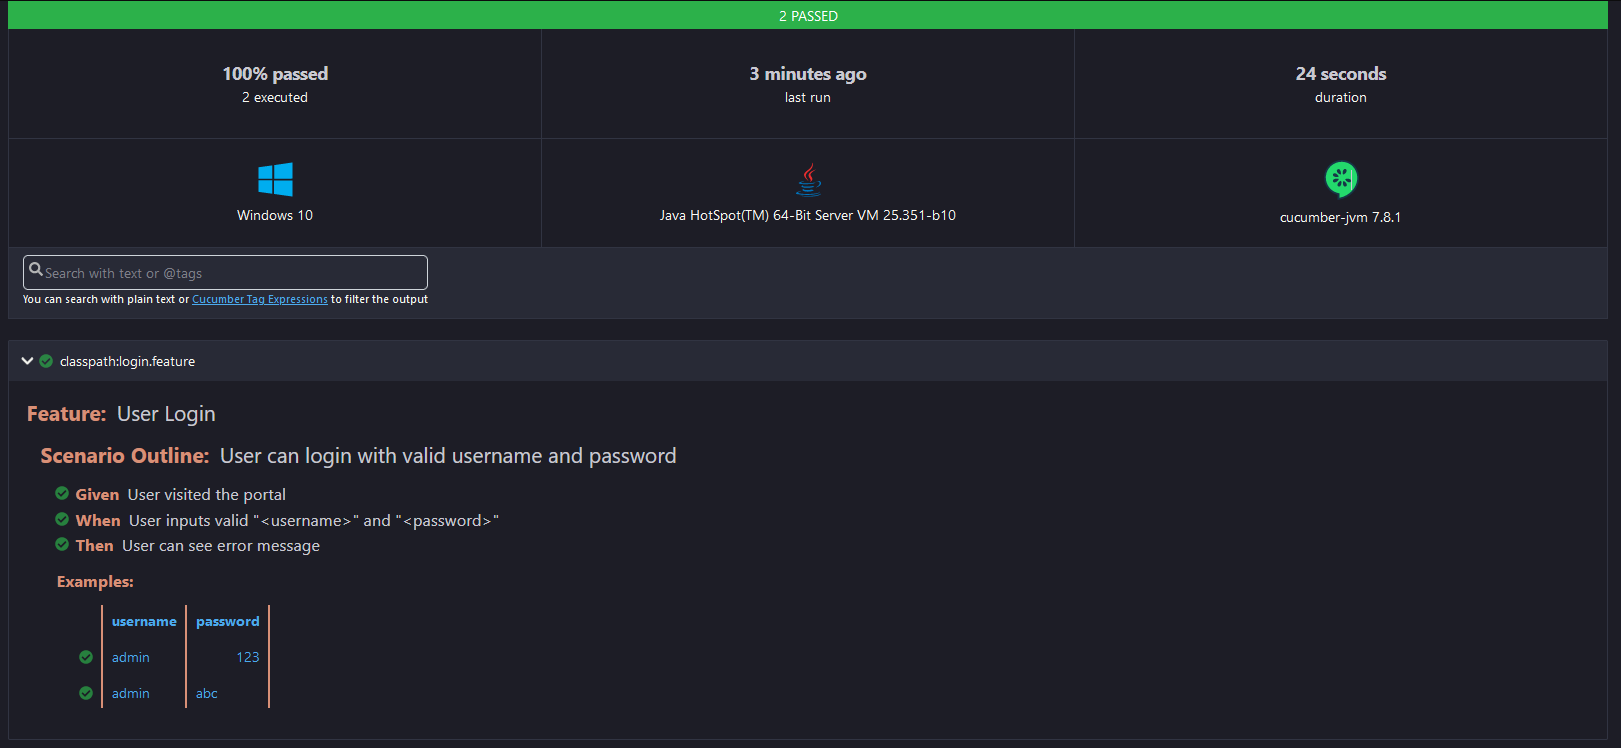 2 PASSED
100% passed
2 executed
3 minutes ago
last run
24 seconds
duration
Windows 10
Java HotSpot(TM) 64-Bit Server VM 25.351-b10
cucumber-jvm 7.8.1
Search with text or @tags
You can search with plain text or Cucumber Tag Expressions to filter the output
classpath:login.feature
Feature: User Login
Scenario Outline: User can login with valid username and password
Given User visited the portal
When User inputs valid "<username>" and "<password>"
Then User can see error message
Examples:
username password
admin 123
admin abc